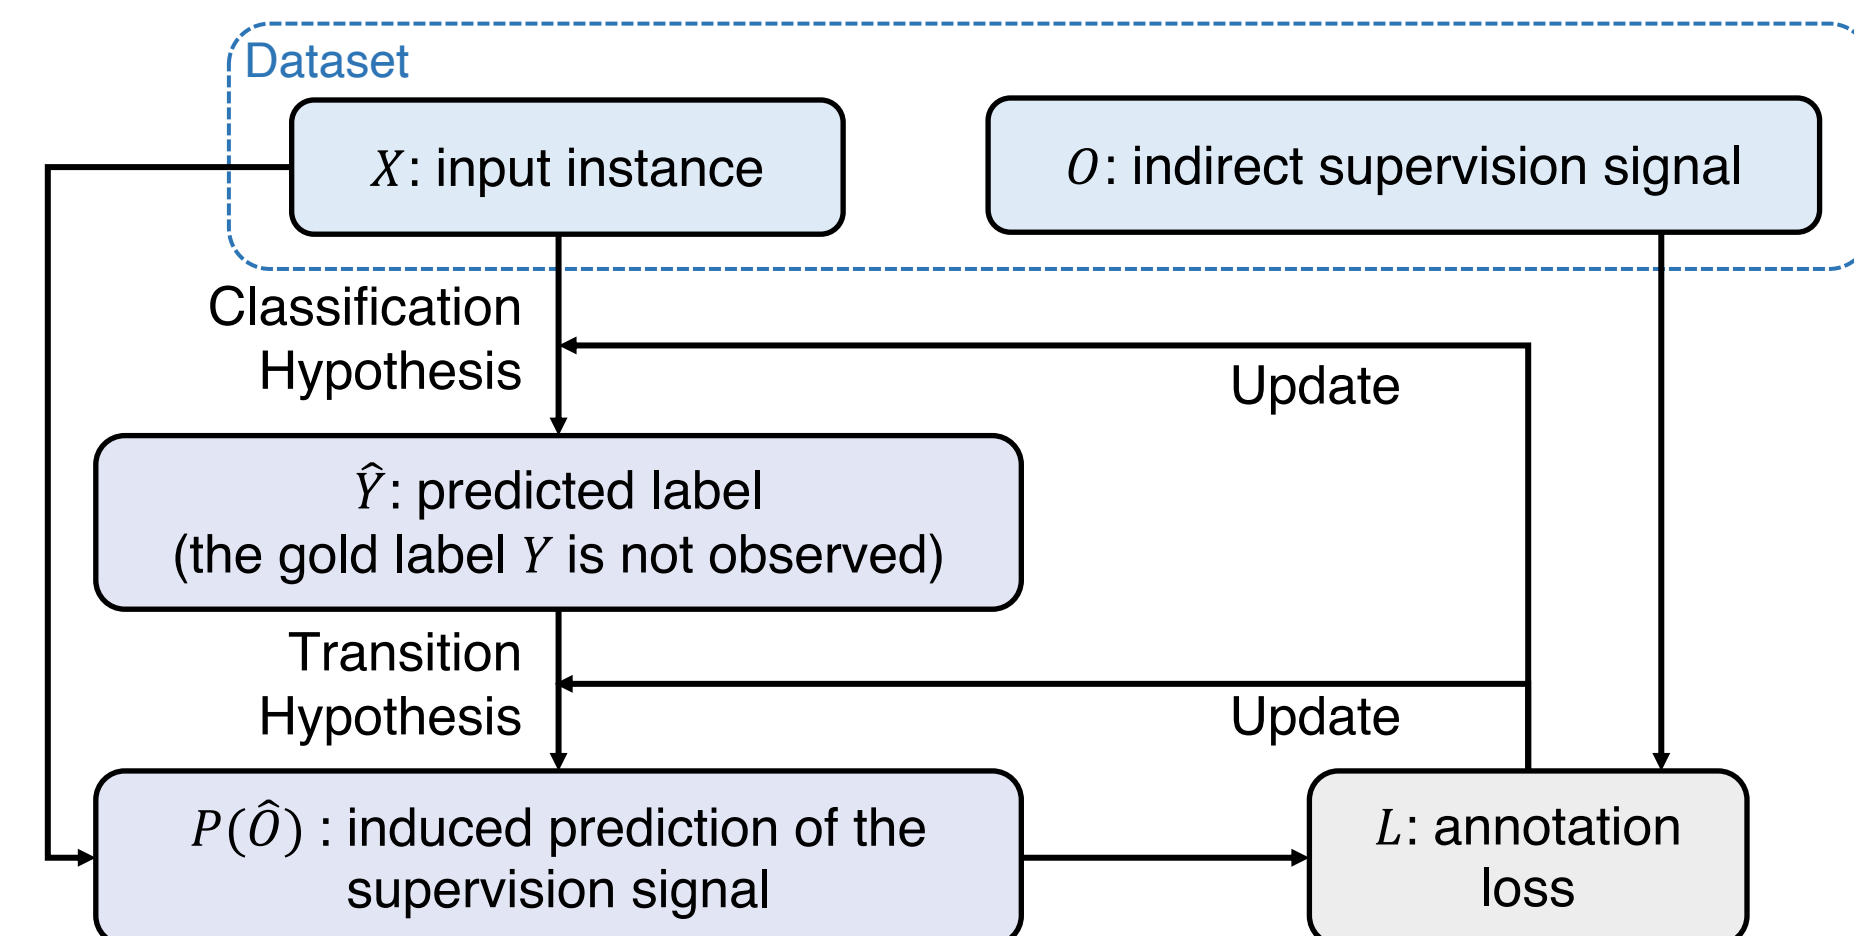 Dataset
X: input instance
O: indirect supervision signal
Classification
Hypothesis
Update
Ŷ: predicted label
(the gold label Y is not observed)
Transition
Hypothesis
Update
P(Ô) : induced prediction of the
supervision signal
L: annotation
loss